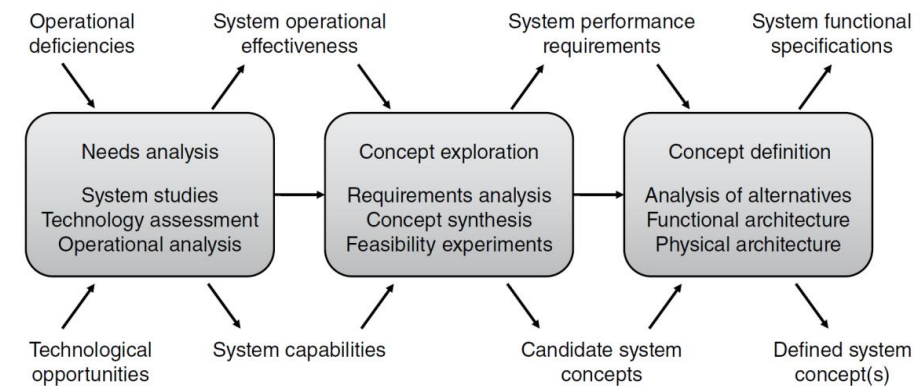 Operational
deficiencies
System operational
effectiveness
System performance
requirements
System functional
specifications
Needs analysis
System studies
Technology assessment
Operational analysis
Concept exploration
Requirements analysis
Concept synthesis
Feasibility experiments
Concept definition
Analysis of alternatives
Functional architecture
Physical architecture
Technological
opportunities
System capabilities
Candidate system
concepts
Defined system
concept(s)